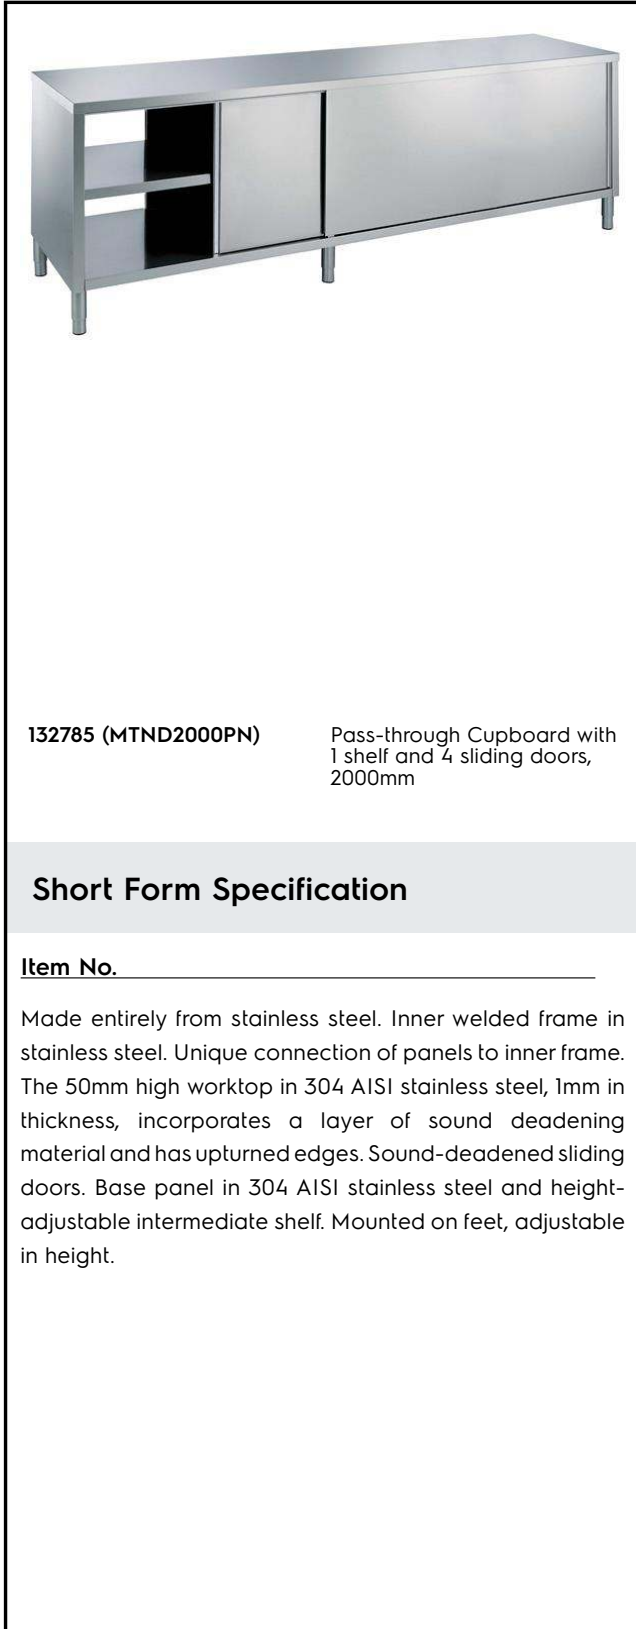 132785 (MTND2000PN)
Pass-through Cupboard with
1 shelf and 4 sliding doors,
2000mm
Short Form Specification
Item No.
Made entirely from stainless steel. Inner welded frame in
stainless steel. Unique connection of panels to inner frame.
The 50mm high worktop in 304 AISI stainless steel, 1mm in
thickness, incorporates a layer of sound deadening
material and has upturned edges. Sound-deadened sliding
doors. Base panel in 304 AISI stainless steel and height-
adjustable intermediate shelf. Mounted on feet, adjustable
in height.